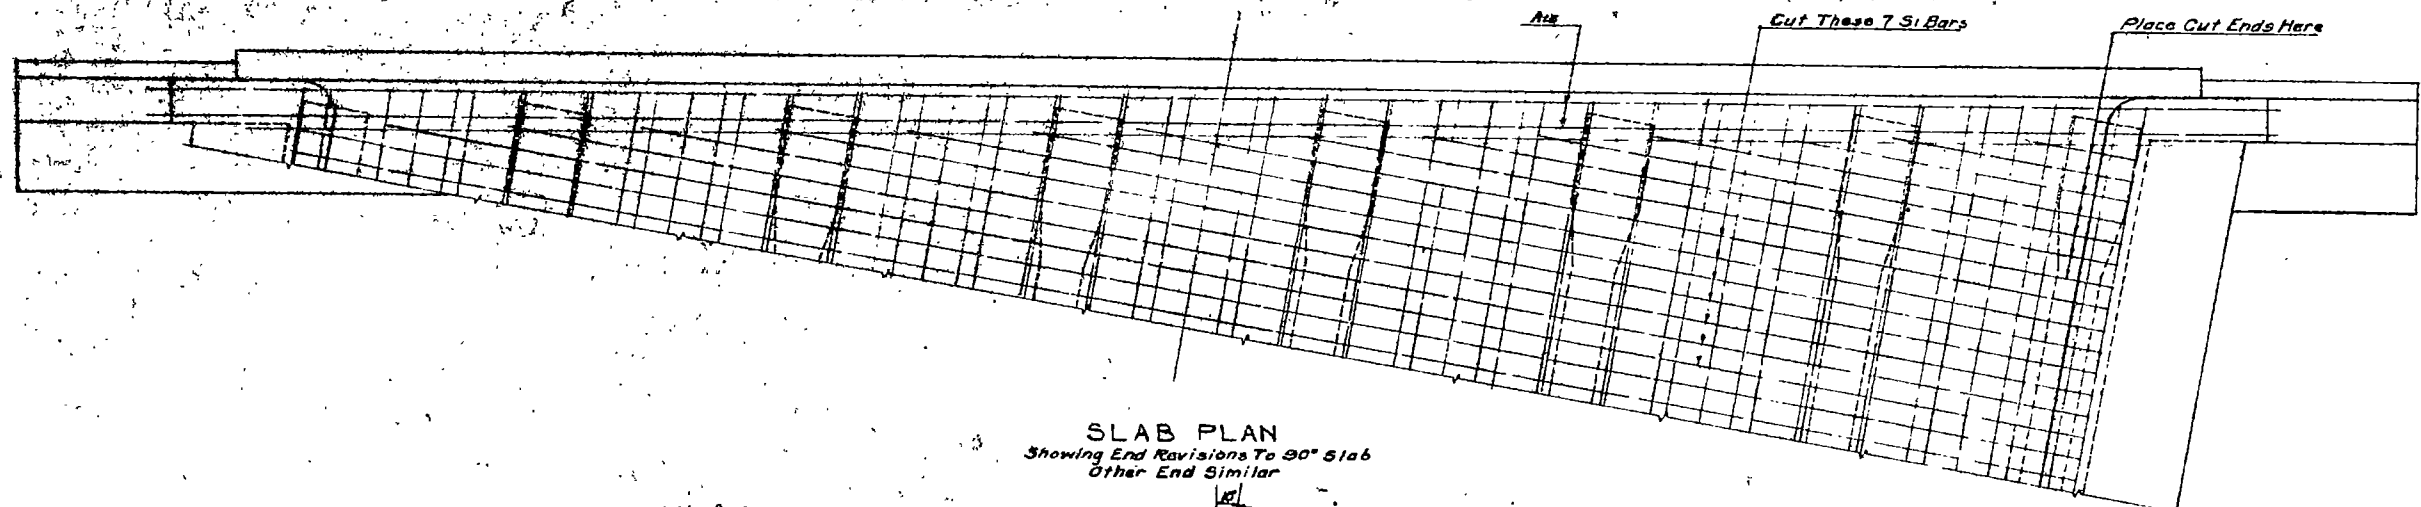 Cut These 7 S1 Bars
Place Cut Ends Here
SLAB PLAN
Showing End Revisions To 90° Slab
Other End Similar